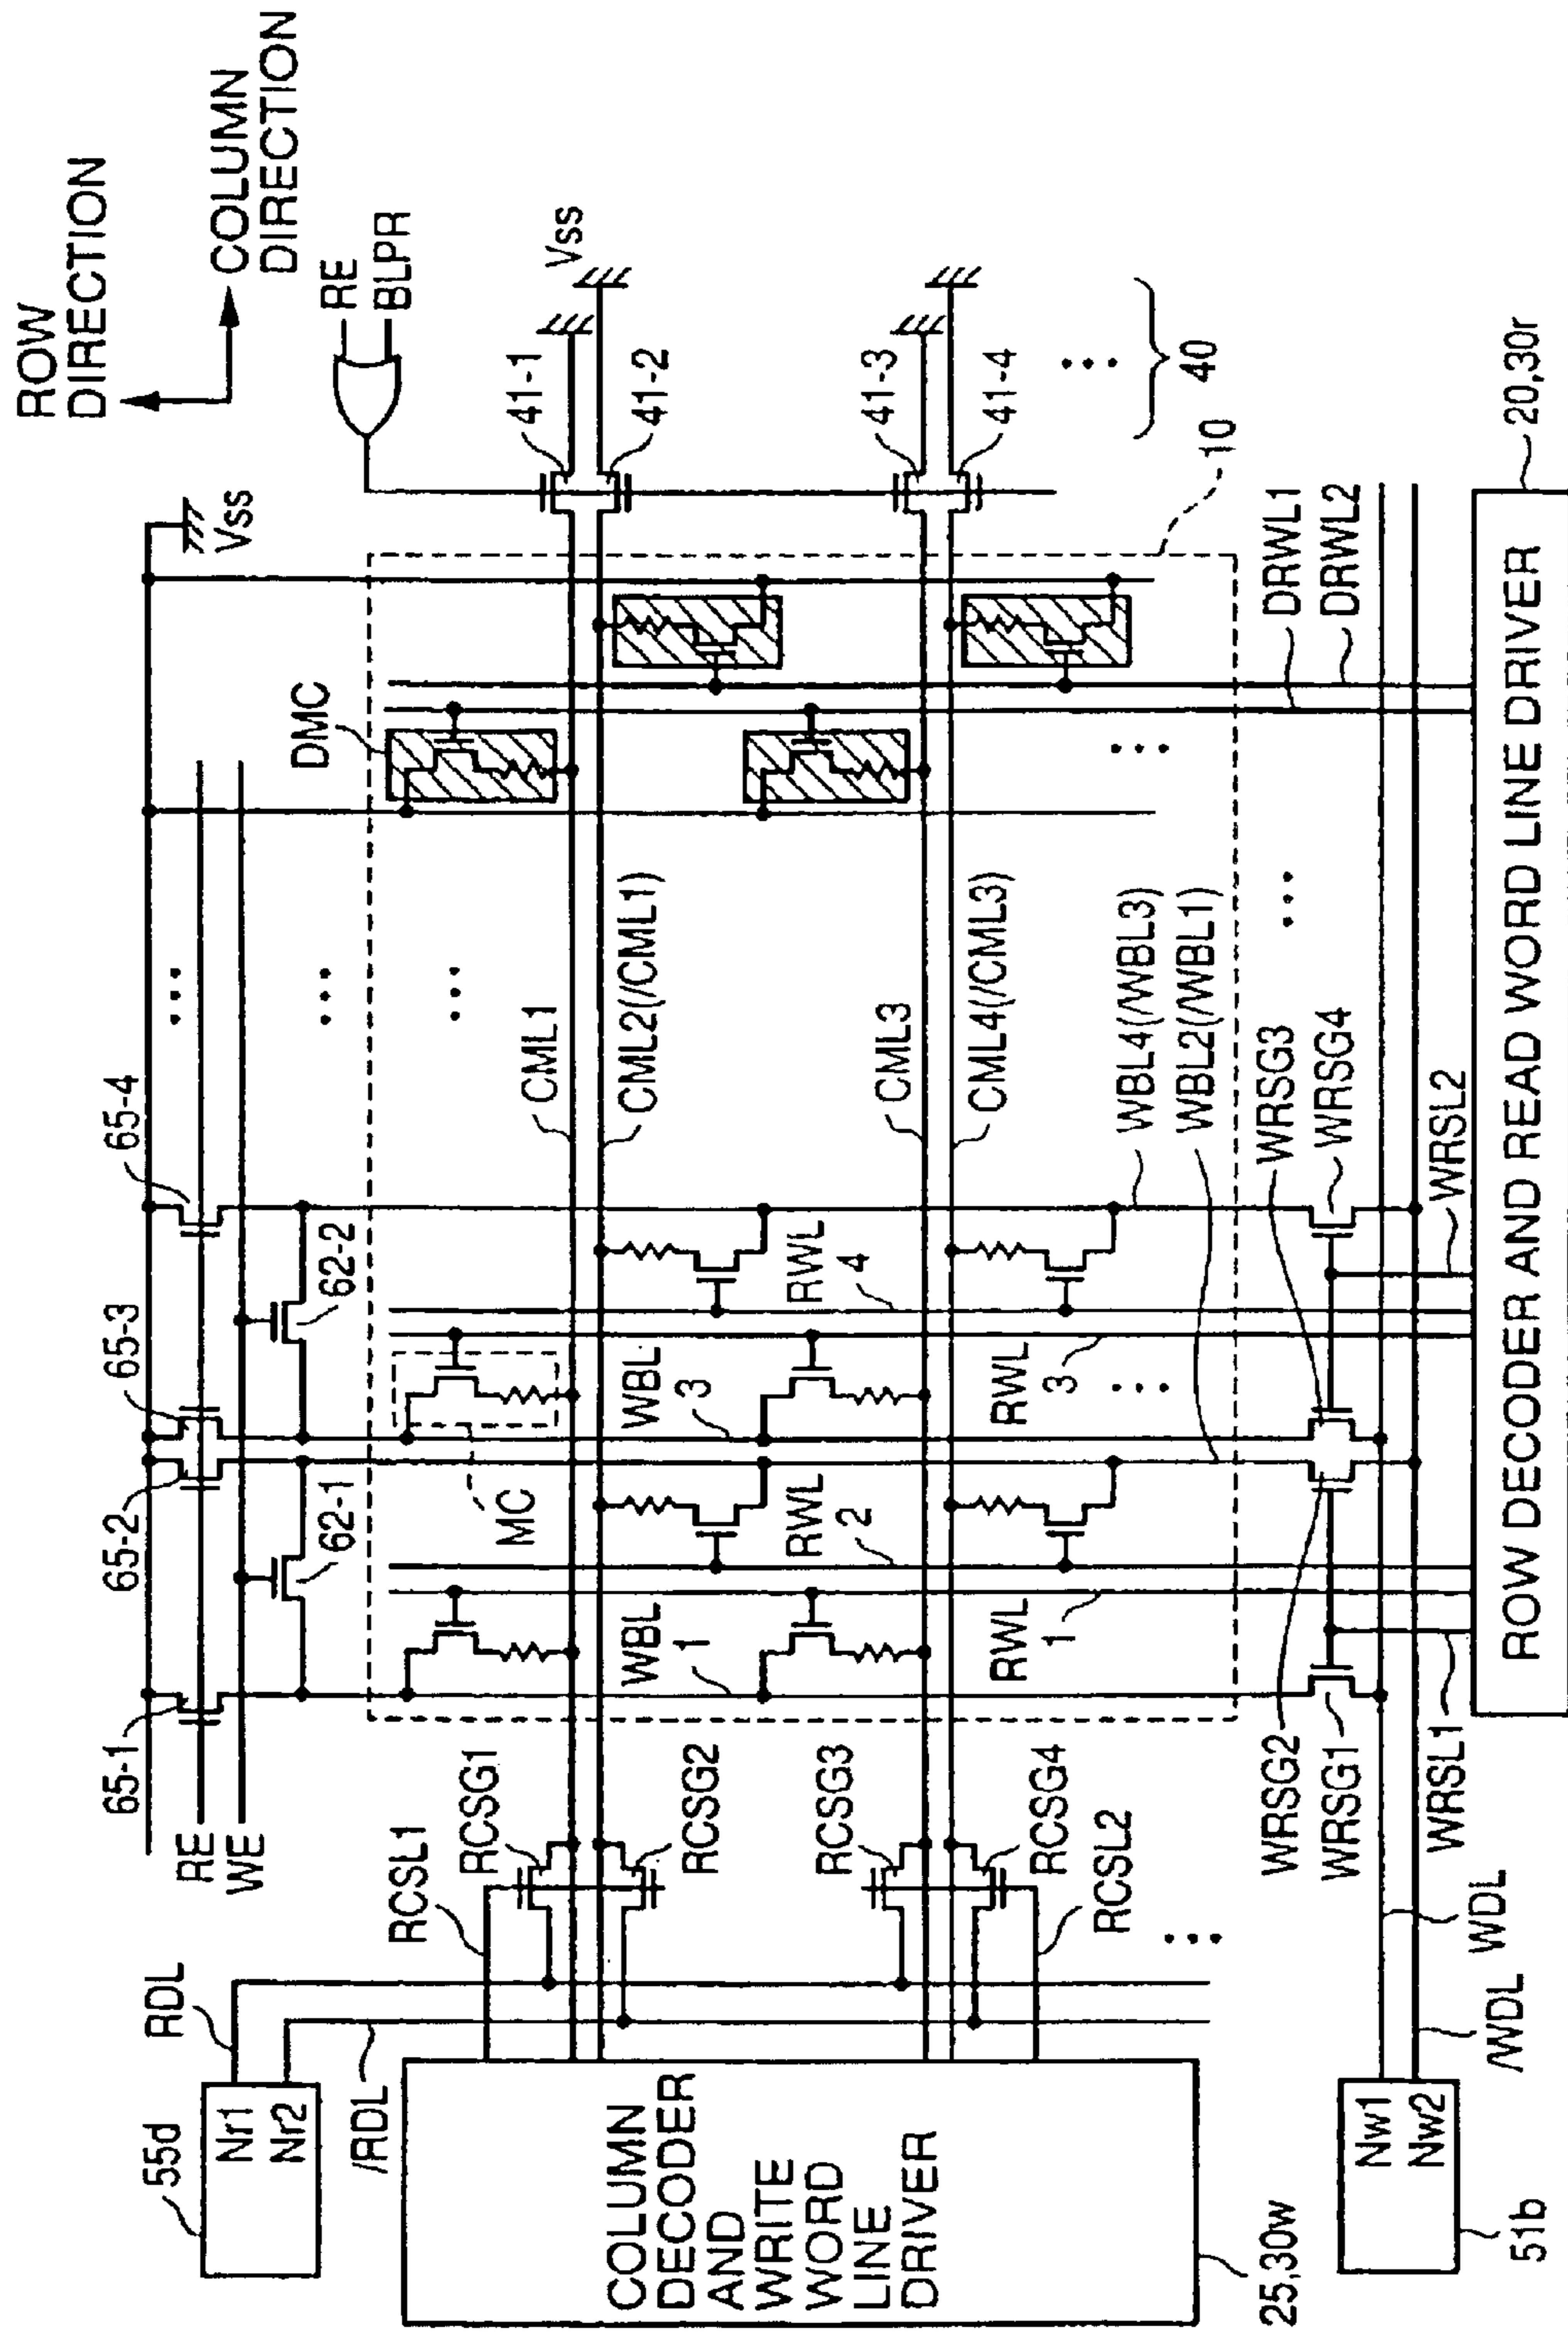 ROW
DIRECTION
COLUMN
DIRECTION
RE
BLPR
Vss
Vss
41-1
41-2
41-3
41-4
40
10
65-1
65-2
65-3
65-4
RE
WE
62-1
62-2
DMC
MC
CML1
CML2(/CML1)
CML3
CML4(/CML3)
WBL
1
WBL
3
RWL
1
RWL
2
RWL
3
RWL
4
WBL4(/WBL3)
WBL2(/WBL1)
WRSG3
WRSG4
WRSL2
DRWL1
DRWL2
WRSG2
WRSG1
WRSL1
RCSL1
RCSG1
RCSG2
RCSG3
RCSG4
RCSL2
RDL
/RDL
55d
Nr1
Nr2
COLUMN
DECODER
AND
WRITE
WORD
LINE
DRIVER
25,30w
Nw1
Nw2
51b
WDL
/WDL
ROW DECODER AND READ WORD LINE DRIVER
20,30r